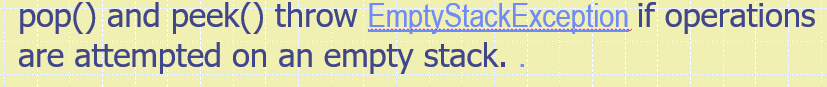 pop() and peek() throw EmptyStackException if operations
are attempted on an empty stack. .